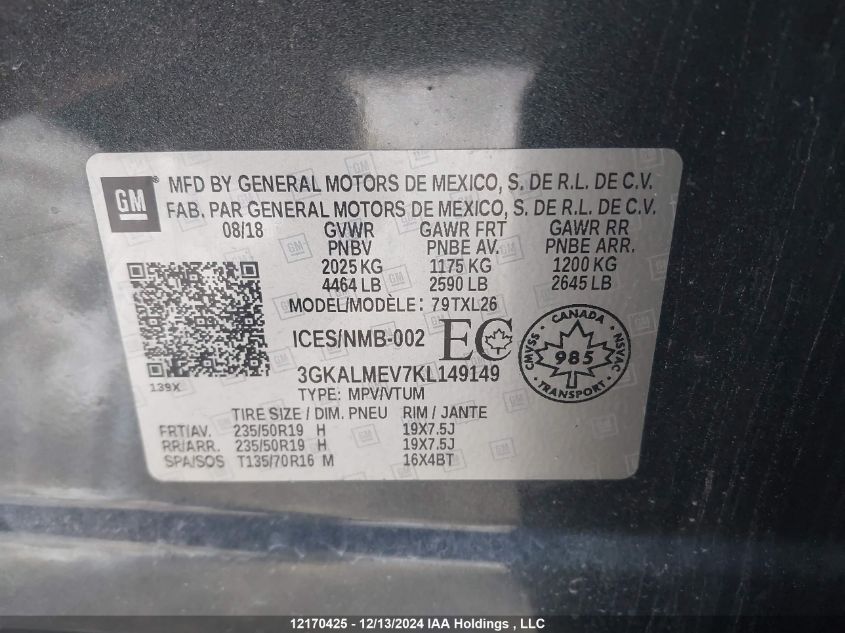 GM ® MFD BY GENERAL MOTORS DE MEXICO, S. DE R.L. DE C.V.
FAB. PAR GENERAL MOTORS DE MEXICO, S. DE R.L. DE C.V.
08/18 GVWR GAWR FRT GAWR RR
PNBV PNBE AV. PNBE ARR.
2025 KG 1175 KG 1200 KG
4464 LB 2590 LB 2645 LB
MODEL/MODÈLE: 79TXL26
ICES/NMB-002 EC
CANADA
CMVSS 985 NSVAC
TRANSPORT
139X
3GKALMEV7KL149149
TYPE: MPV/VTUM
TIRE SIZE / DIM. PNEU RIM / JANTE
FRT/AV. 235/50R19 H 19X7.5J
RR/ARR. 235/50R19 H 19X7.5J
SPA/SOS T135/70R16 M 16X4BT
12170425 - 12/13/2024 IAA Holdings , LLC/